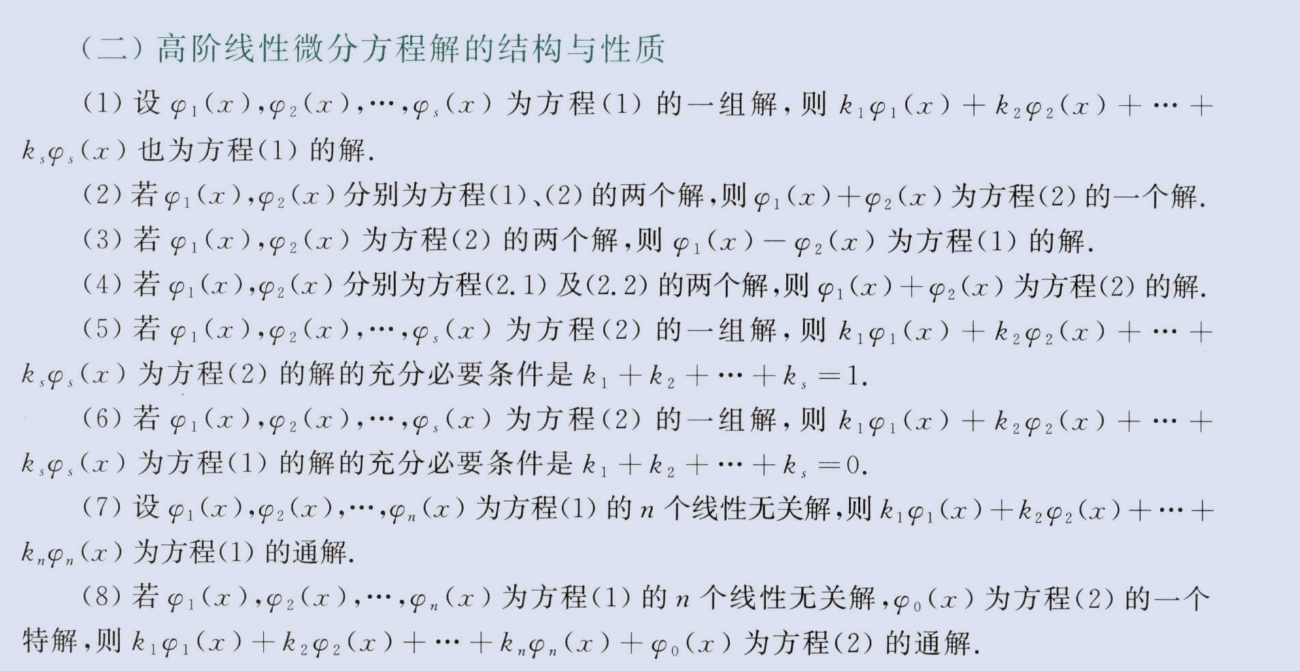 (二)高阶线性微分方程解的结构与性质
(1) 设 φ₁(x),φ₂(x),…,φₛ(x) 为方程(1) 的一组解,则 k₁φ₁(x)+k₂φ₂(x)+…+
kₛφₛ(x)也为方程(1) 的解.
(2) 若 φ₁(x),φ₂(x)分别为方程(1)、(2) 的两个解,则 φ₁(x)+φ₂(x)为方程(2) 的一个解.
(3) 若 φ₁(x),φ₂(x) 为方程(2) 的两个解,则 φ₁(x)-φ₂(x) 为方程(1) 的解.
(4) 若 φ₁(x),φ₂(x) 分别为方程(2.1) 及(2.2) 的两个解,则 φ₁(x)+φ₂(x) 为方程(2) 的解.
(5) 若 φ₁(x),φ₂(x),…,φₛ(x) 为方程(2) 的一组解,则 k₁φ₁(x)+k₂φ₂(x)+…+
kₛφₛ(x) 为方程(2) 的解的充分必要条件是 k₁+k₂+…+kₛ=1.
(6) 若 φ₁(x),φ₂(x),…,φₛ(x) 为方程(2) 的一组解,则 k₁φ₁(x)+k₂φ₂(x)+…+
kₛφₛ(x) 为方程(1) 的解的充分必要条件是 k₁+k₂+…+kₛ=0.
(7) 设 φ₁(x),φ₂(x),…,φₙ(x) 为方程(1) 的 n 个线性无关解,则 k₁φ₁(x)+k₂φ₂(x)+…+
kₙφₙ(x) 为方程(1) 的通解.
(8) 若 φ₁(x),φ₂(x),…,φₙ(x) 为方程(1) 的 n 个线性无关解,φ₀(x) 为方程(2) 的一个
特解,则 k₁φ₁(x)+k₂φ₂(x)+…+kₙφₙ(x)+φ₀(x) 为方程(2) 的通解.